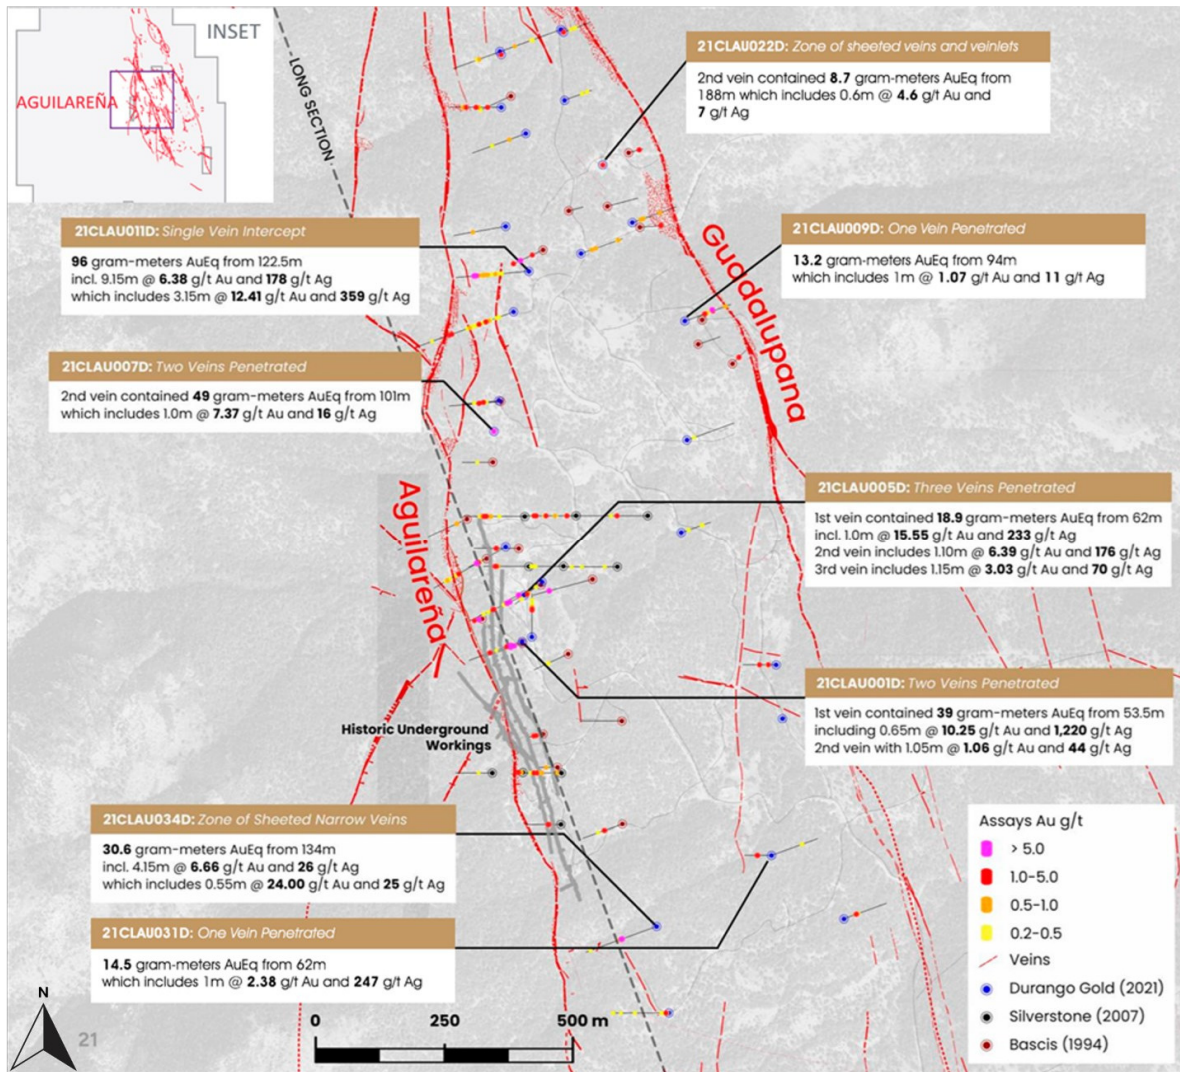 INSET
AGUILAREÑA
LONG SECTION
21CLAU022D: Zone of sheeted veins and veinlets
2nd vein contained 8.7 gram-meters AuEq from
188m which includes 0.6m @ 4.6 g/t Au and
7 g/t Ag
21CLAU011D: Single Vein Intercept
96 gram-meters AuEq from 122.5m
incl. 9.15m @ 6.38 g/t Au and 178 g/t Ag
which includes 3.15m @ 12.41 g/t Au and 359 g/t Ag
21CLAU009D: One Vein Penetrated
13.2 gram-meters AuEq from 94m
which includes 1m @ 1.07 g/t Au and 11 g/t Ag
Guadalupana
21CLAU007D: Two Veins Penetrated
2nd vein contained 49 gram-meters AuEq from 101m
which includes 1.0m @ 7.37 g/t Au and 16 g/t Ag
Aguilareña
21CLAU005D: Three Veins Penetrated
1st vein contained 18.9 gram-meters AuEq from 62m
incl. 1.0m @ 15.55 g/t Au and 233 g/t Ag
2nd vein includes 1.10m @ 6.39 g/t Au and 176 g/t Ag
3rd vein includes 1.15m @ 3.03 g/t Au and 70 g/t Ag
21CLAU001D: Two Veins Penetrated
1st vein contained 39 gram-meters AuEq from 53.5m
including 0.65m @ 10.25 g/t Au and 1,220 g/t Ag
2nd vein with 1.05m @ 1.06 g/t Au and 44 g/t Ag
Historic Underground
Workings
21CLAU034D: Zone of Sheeted Narrow Veins
30.6 gram-meters AuEq from 134m
incl. 4.15m @ 6.66 g/t Au and 26 g/t Ag
which includes 0.55m @ 24.00 g/t Au and 25 g/t Ag
21CLAU031D: One Vein Penetrated
14.5 gram-meters AuEq from 62m
which includes 1m @ 2.38 g/t Au and 247 g/t Ag
Assays Au g/t
> 5.0
1.0-5.0
0.5-1.0
0.2-0.5
Veins
Durango Gold (2021)
Silverstone (2007)
Bascis (1994)
N
21
0 250 500 m